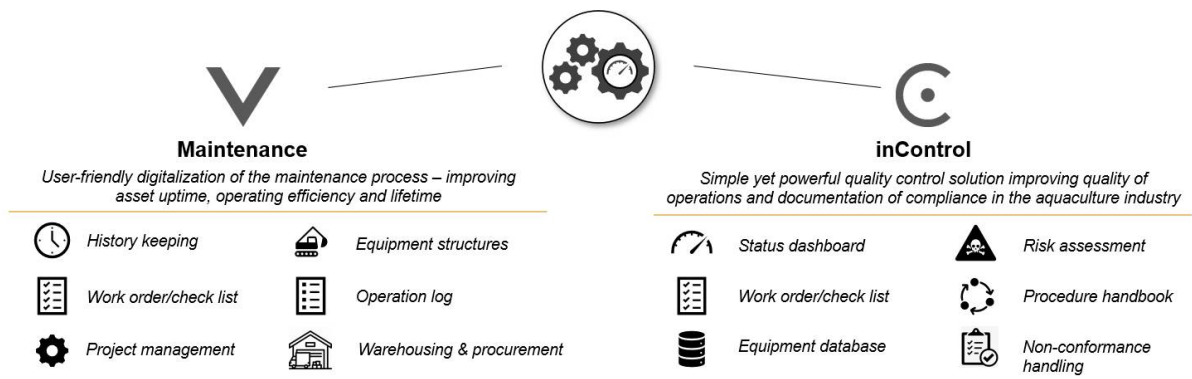 Maintenance
User-friendly digitalization of the maintenance process – improving
asset uptime, operating efficiency and lifetime
History keeping
Equipment structures
Work order/check list
Operation log
Project management
Warehousing & procurement
inControl
Simple yet powerful quality control solution improving quality of
operations and documentation of compliance in the aquaculture industry
Status dashboard
Risk assessment
Work order/check list
Procedure handbook
Equipment database
Non-conformance
handling